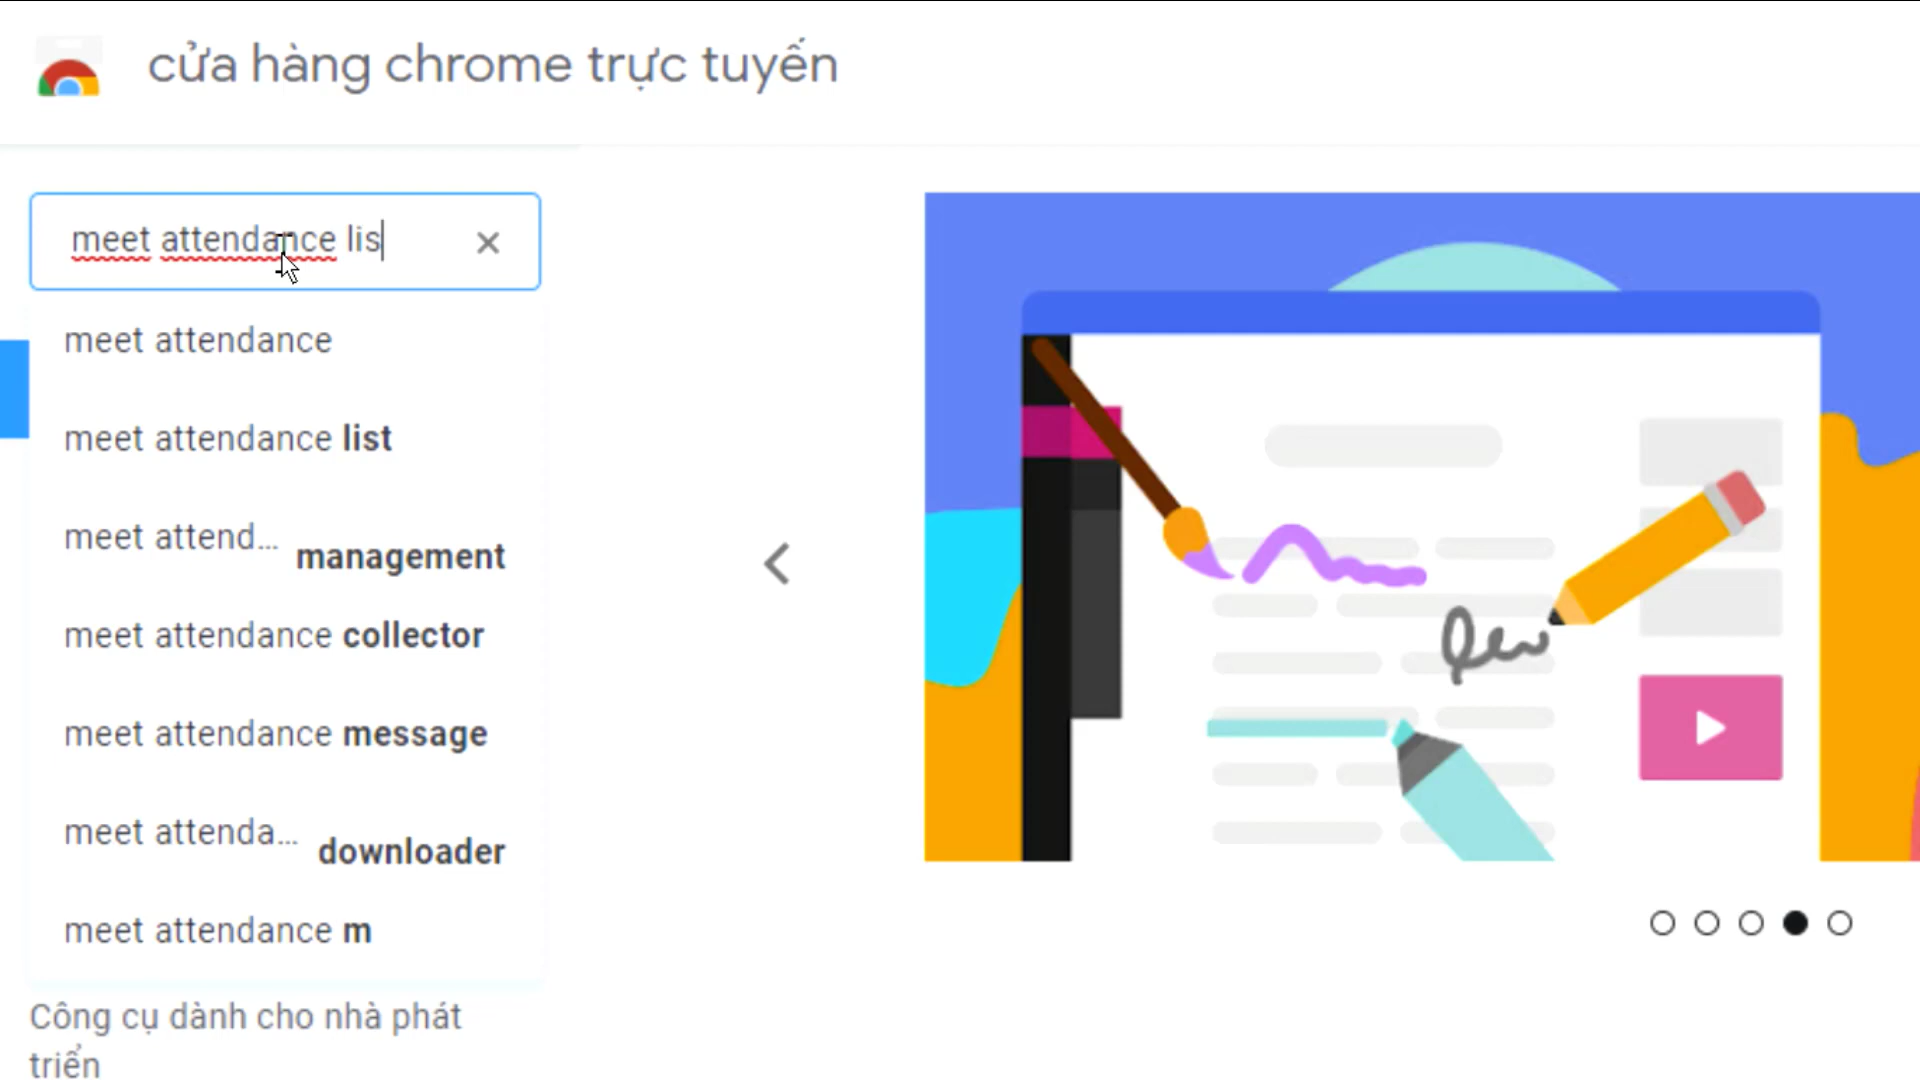 cửa hàng chrome trực tuyến
meet attendance lis
meet attendance
meet attendance list
meet attend... management
meet attendance collector
meet attendance message
meet attenda... downloader
meet attendance m
Công cụ dành cho nhà phát
triển